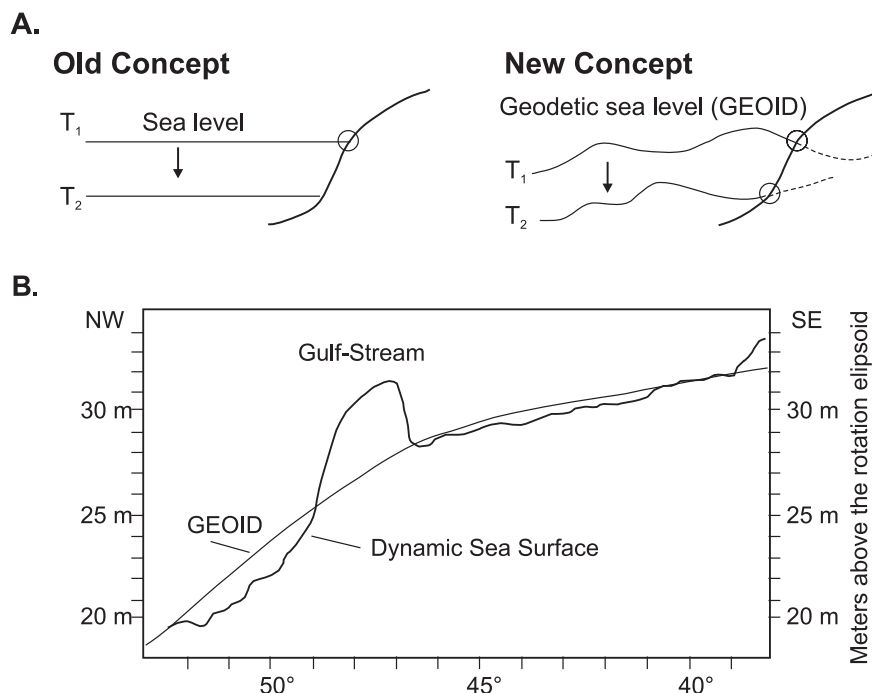 A.
Old Concept
T1
Sea level
T2
New Concept
Geodetic sea level (GEOID)
T1
T2
B.
NW
SE
Gulf-Stream
30 m
30 m
25 m
25 m
GEOID
Dynamic Sea Surface
20 m
20 m
50°
45°
40°
Meters above the rotation elipsoid